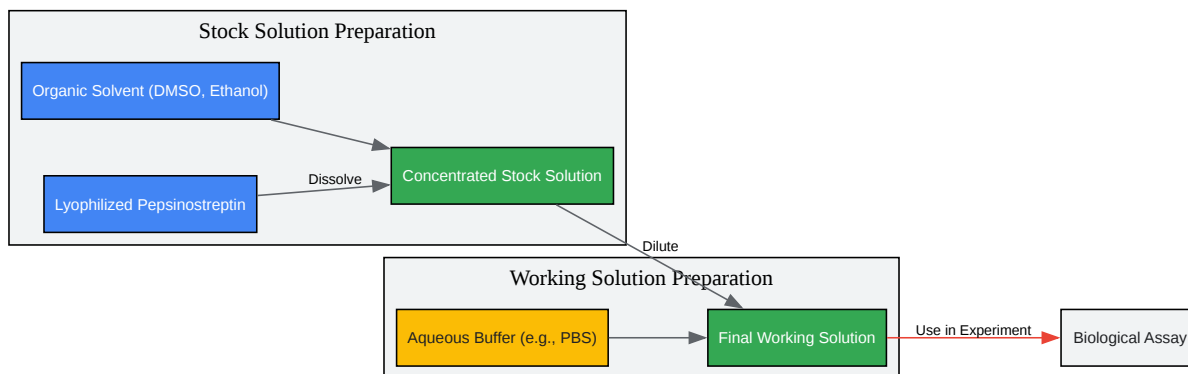 Stock Solution Preparation
Organic Solvent (DMSO, Ethanol)
Dissolve
Concentrated Stock Solution
Lyophilized Pepsinostreptin
Dilute
Working Solution Preparation
Aqueous Buffer (e.g., PBS)
Final Working Solution
Use in Experiment
Biological Assay